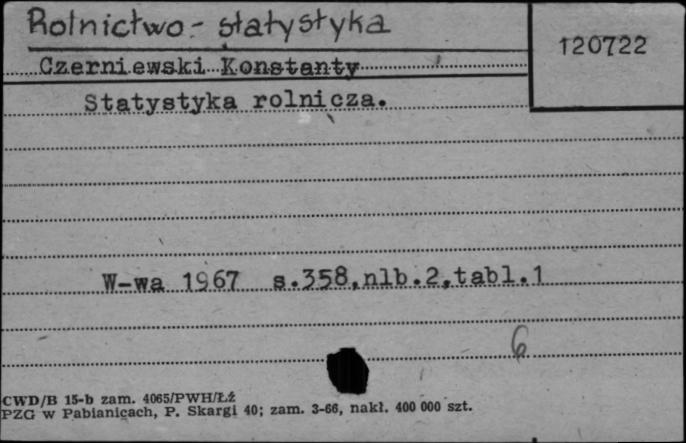 Rolnictwo - statystyka
120722
Czerniewski Konstanty
Statystyka rolnicza.
W-wa 1967 s.358,nlb.2,tabl.1
6
CWD/B 15-b zam. 4065/PWH/Łź
PZG w Pabianicach, P. Skargi 40; zam. 3-66, nakł. 400 000 szt.